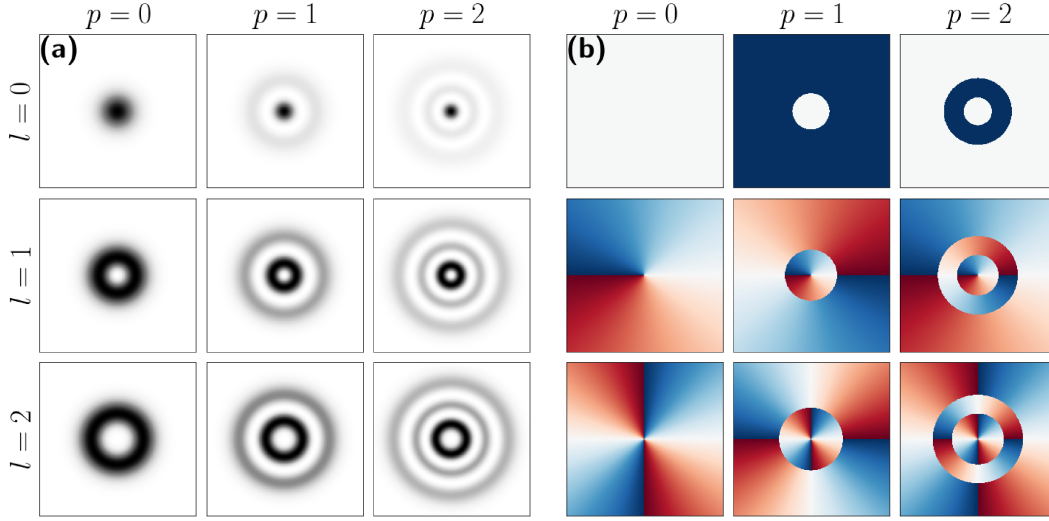 p = 0 p = 1 p = 2 p = 0 p = 1 p = 2
(a) (b)
l = 0
l = 1
l = 2